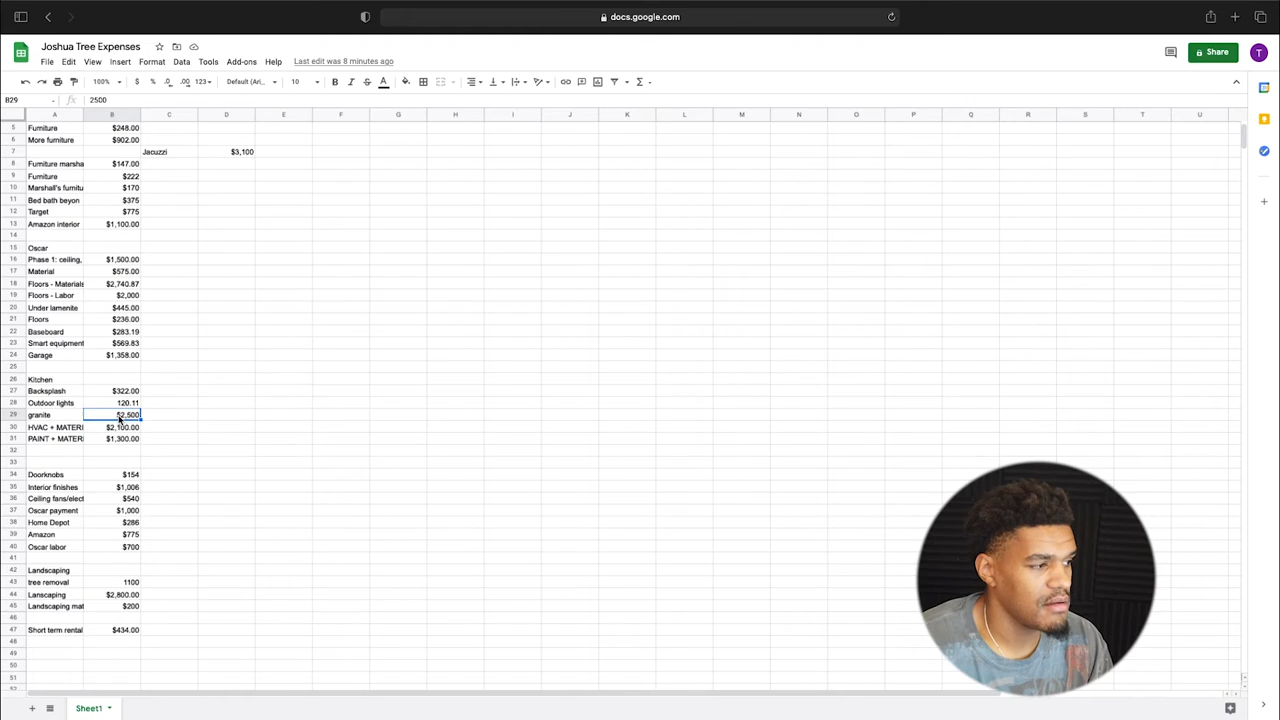 docs.google.com
Joshua Tree Expenses
File Edit View Insert Format Data Tools Add-ons Help Last edit was 8 minutes ago
Share
T
100% $ % .0 .00 123 Default (Ari... 10 B I S A
B29 fx 2500
A B C D E F G H I J K L M N O P Q R S T U
5 Furniture $248.00
6 More furniture $902.00
7 Jacuzzi $3,100
8 Furniture marsha $147.00
9 Furniture $222
10 Marshall's furnitu $170
11 Bed bath beyon $375
12 Target $775
13 Amazon interior $1,100.00
14
15 Oscar
16 Phase 1: ceiling, $1,500.00
17 Material $575.00
18 Floors - Materials $2,740.87
19 Floors - Labor $2,000
20 Under lamenite $445.00
21 Floors $236.00
22 Baseboard $283.19
23 Smart equipment $569.83
24 Garage $1,358.00
25
26 Kitchen
27 Backsplash $322.00
28 Outdoor lights 120.11
29 granite $2,500
30 HVAC + MATERI $2,100.00
31 PAINT + MATERI $1,300.00
32
33
34 Doorknobs $154
35 Interior finishes $1,006
36 Ceiling fans/elect $540
37 Oscar payment $1,000
38 Home Depot $286
39 Amazon $775
40 Oscar labor $700
41
42 Landscaping
43 tree removal 1100
44 Lanscaping $2,800.00
45 Landscaping mat $200
46
47 Short term rental $434.00
48
49
50
51
52
Sheet1